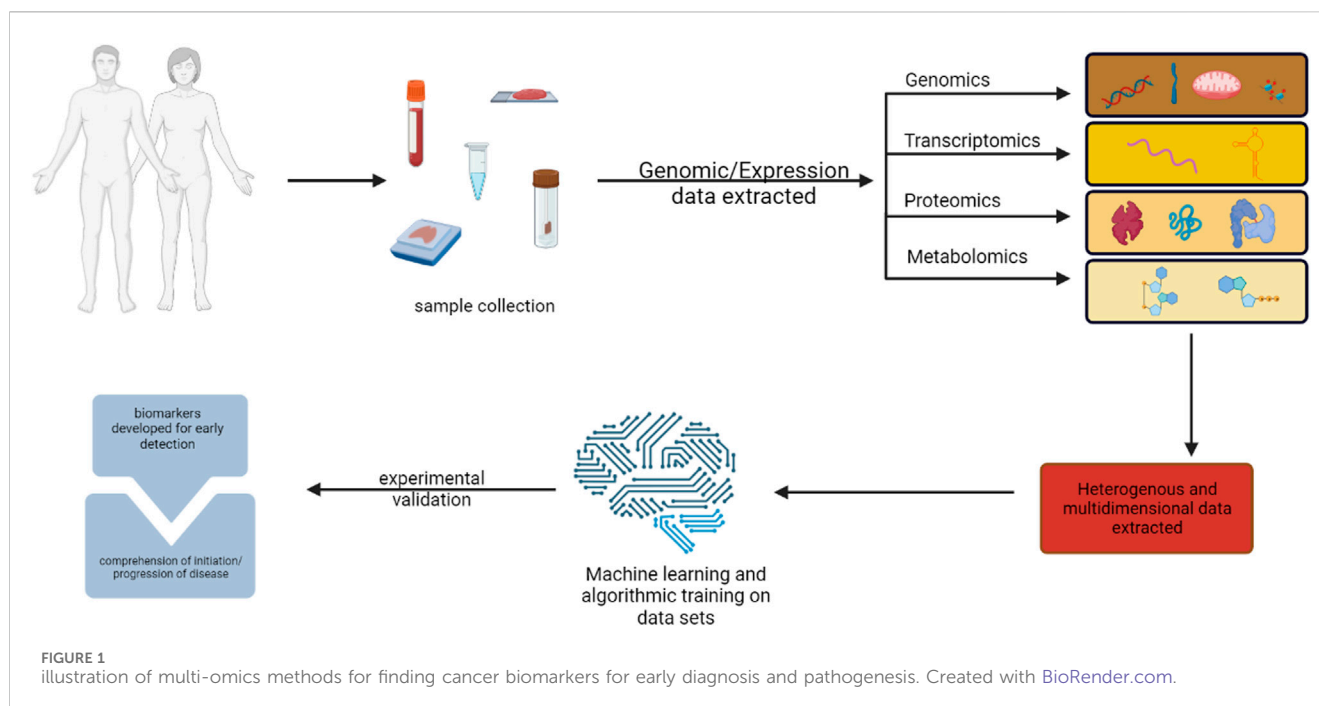 Genomics
Transcriptomics
Proteomics
Metabolomics
Genomic/Expression
data extracted
sample collection
Heterogenous and
multidimensional data
extracted
Machine learning and
algorithmic training on
data sets
experimental
validation
biomarkers
developed for early
detection
comprehension of initiation/
progression of disease
FIGURE 1
illustration of multi-omics methods for finding cancer biomarkers for early diagnosis and pathogenesis. Created with BioRender.com.